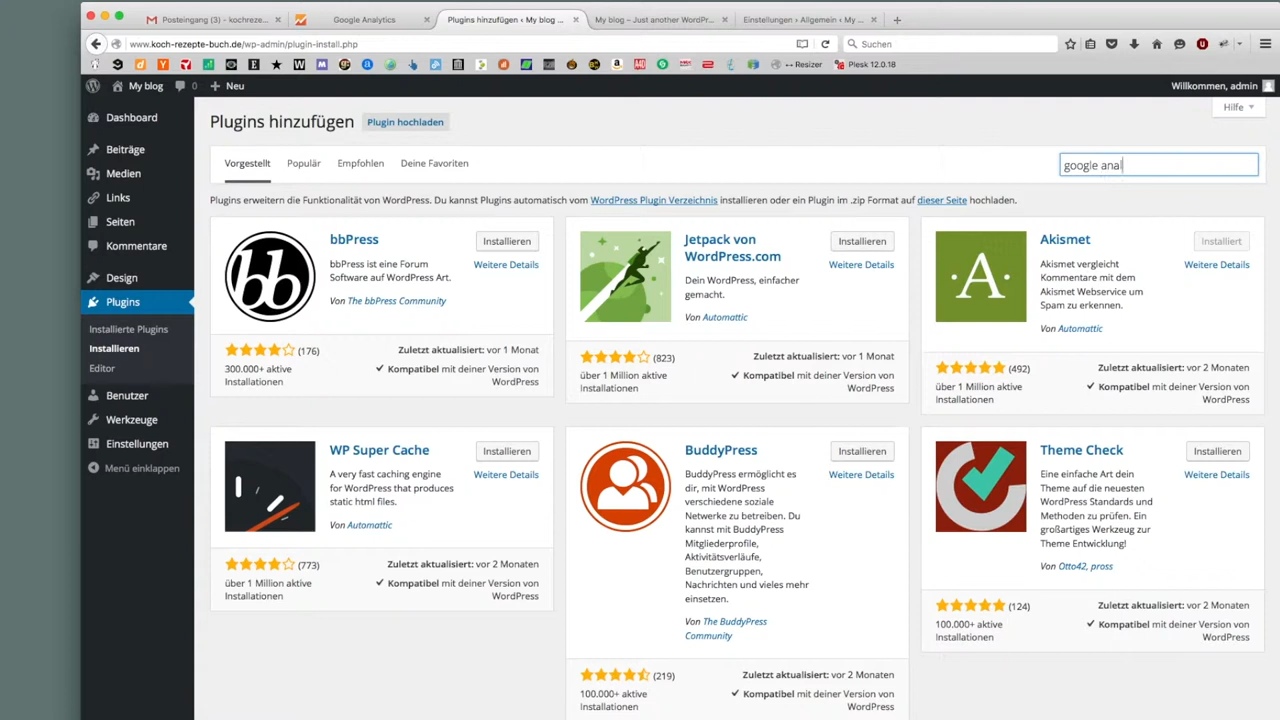 Posteingang (3) - kochreze...
Google Analytics
Plugins hinzufügen ‹ My blog ...
My blog – Just another WordPr...
Einstellungen › Allgemein ‹ My ...
www.koch-rezepte-buch.de/wp-admin/plugin-install.php
Suchen
Resizer
Plesk 12.0.18
My blog
0
Neu
Willkommen, admin
Hilfe
Dashboard
Beiträge
Medien
Links
Seiten
Kommentare
Design
Plugins
Installierte Plugins
Installieren
Editor
Benutzer
Werkzeuge
Einstellungen
Menü einklappen
Plugins hinzufügen
Plugin hochladen
Vorgestellt
Populär
Empfohlen
Deine Favoriten
google anal
Plugins erweitern die Funktionalität von WordPress. Du kannst Plugins automatisch vom WordPress Plugin Verzeichnis installieren oder ein Plugin im .zip Format auf dieser Seite hochladen.
bbPress
Installieren
Weitere Details
bbPress ist eine Forum
Software auf WordPress Art.
Von The bbPress Community
(176)
300.000+ aktive
Installationen
Zuletzt aktualisiert: vor 1 Monat
Kompatibel mit deiner Version von
WordPress
Jetpack von
WordPress.com
Installieren
Weitere Details
Dein WordPress, einfacher
gemacht.
Von Automattic
(823)
über 1 Million aktive
Installationen
Zuletzt aktualisiert: vor 1 Monat
Kompatibel mit deiner Version von
WordPress
Akismet
Installiert
Weitere Details
Akismet vergleicht
Kommentare mit dem
Akismet Webservice um
Spam zu erkennen.
Von Automattic
(492)
über 1 Million aktive
Installationen
Zuletzt aktualisiert: vor 2 Monaten
Kompatibel mit deiner Version von
WordPress
WP Super Cache
Installieren
Weitere Details
A very fast caching engine
for WordPress that produces
static html files.
Von Automattic
(773)
über 1 Million aktive
Installationen
Zuletzt aktualisiert: vor 2 Monaten
Kompatibel mit deiner Version von
WordPress
BuddyPress
Installieren
Weitere Details
BuddyPress ermöglicht es
dir, mit WordPress
verschiedene soziale
Netwerke zu betreiben. Du
kannst mit BuddyPress
Mitgliederprofile,
Aktivitätsverläufe,
Benutzergruppen,
Nachrichten und vieles mehr
einsetzen.
Von The BuddyPress
Community
(219)
100.000+ aktive
Installationen
Zuletzt aktualisiert: vor 2 Monaten
Kompatibel mit deiner Version von
WordPress
Theme Check
Installieren
Weitere Details
Eine einfache Art dein
Theme auf die neuesten
WordPress Standards und
Methoden zu prüfen. Ein
großartiges Werkzeug zur
Theme Entwicklung!
Von Otto42, pross
(124)
100.000+ aktive
Installationen
Zuletzt aktualisiert: vor 2 Monaten
Kompatibel mit deiner Version von
WordPress